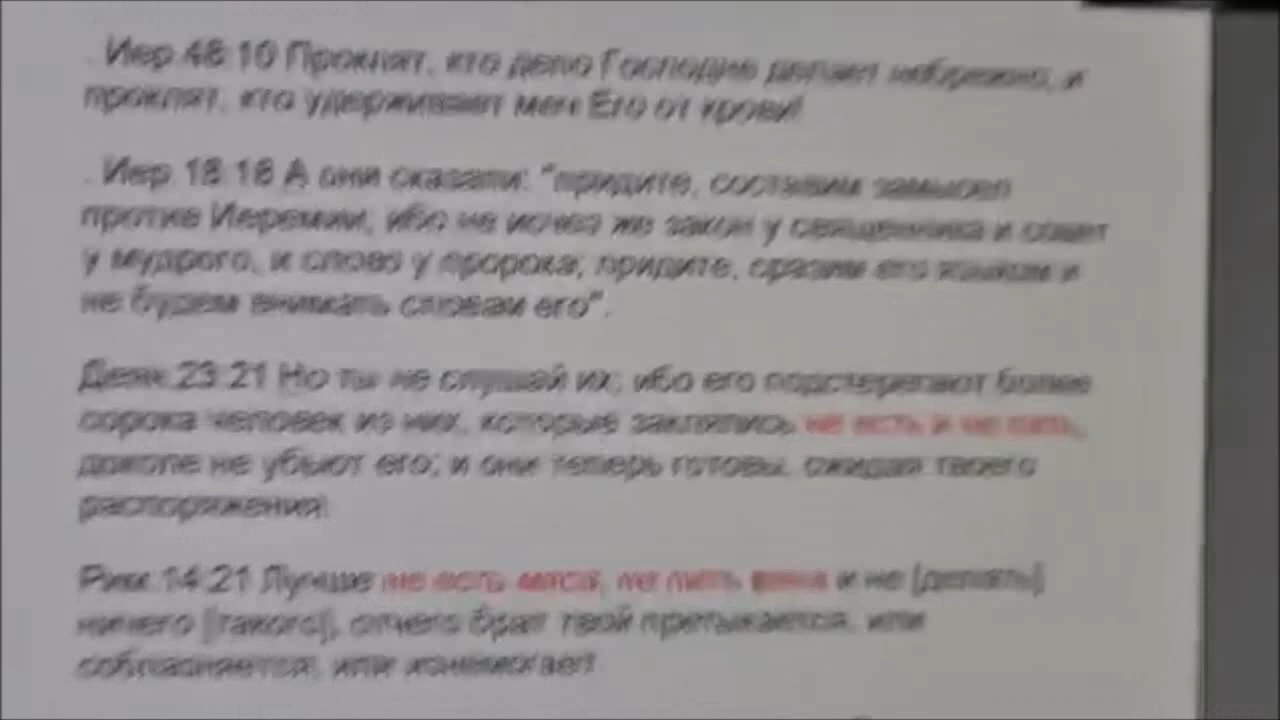 Иер.48:10 Проклят, кто дело Господне делает небрежно, и
проклят, кто удерживает меч Его от крови!
Иер.18:18 А они сказали: "придите, составим замысел
против Иеремии; ибо не исчез же закон у священника и совет
у мудрого, и слово у пророка; придите, сразим его языком и
не будем внимать словам его".
Деян.23:21 Но ты не слушай их; ибо его подстерегают более
сорока человек из них, которые заклялись не есть и не пить,
доколе не убьют его; и они теперь готовы, ожидая твоего
распоряжения.
Рим.14:21 Лучше не есть мяса, не пить вина и не [делать]
ничего [такого], отчего брат твой претыкается, или
соблазняется, или изнемогает.